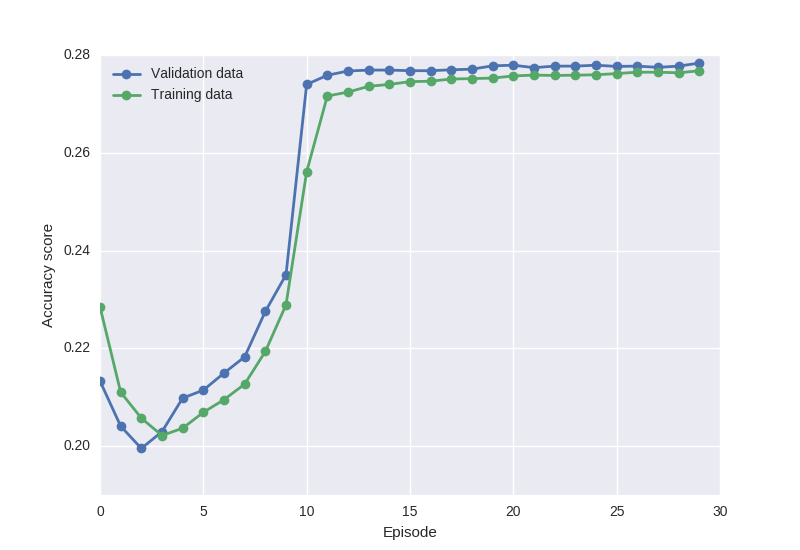 0.28
0.26
0.24
0.22
0.20
Accuracy score
Validation data
Training data
0 5 10 15 20 25 30
Episode